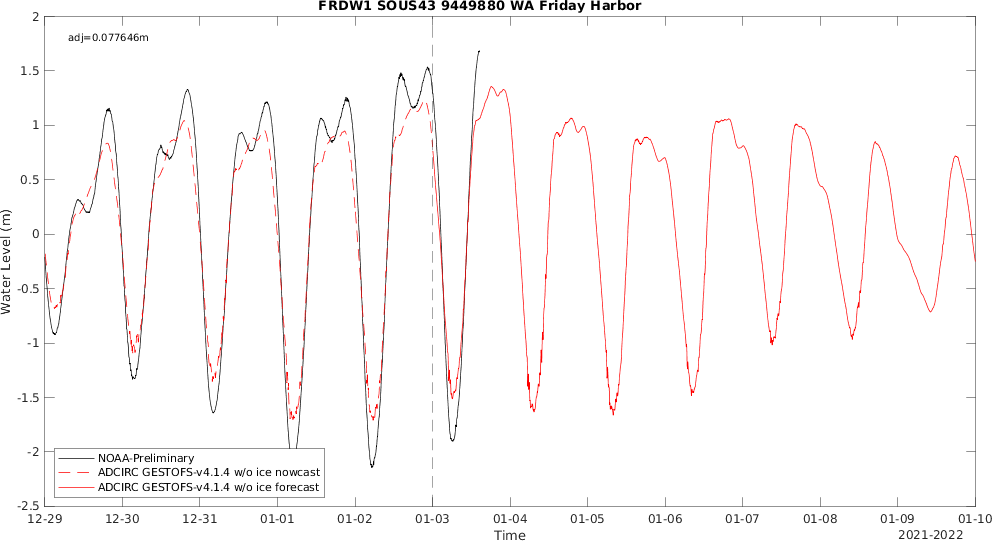 FRDW1 SOUS43 9449880 WA Friday Harbor
adj=0.077646m
Water Level (m)
2
1.5
1
0.5
0
-0.5
-1
-1.5
-2
-2.5
NOAA-Preliminary
ADCIRC GESTOFS-v4.1.4 w/o ice nowcast
ADCIRC GESTOFS-v4.1.4 w/o ice forecast
12-29 12-30 12-31 01-01 01-02 01-03 01-04 01-05 01-06 01-07 01-08 01-09 01-10
Time
2021-2022